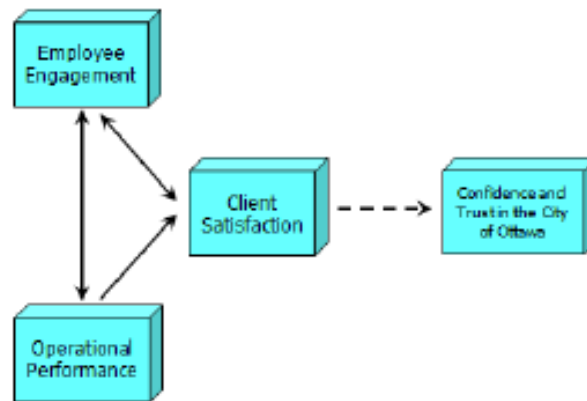 Employee
Engagement
Client
Satisfaction
Confidence and
Trust in the City
of Ottawa
Operational
Performance